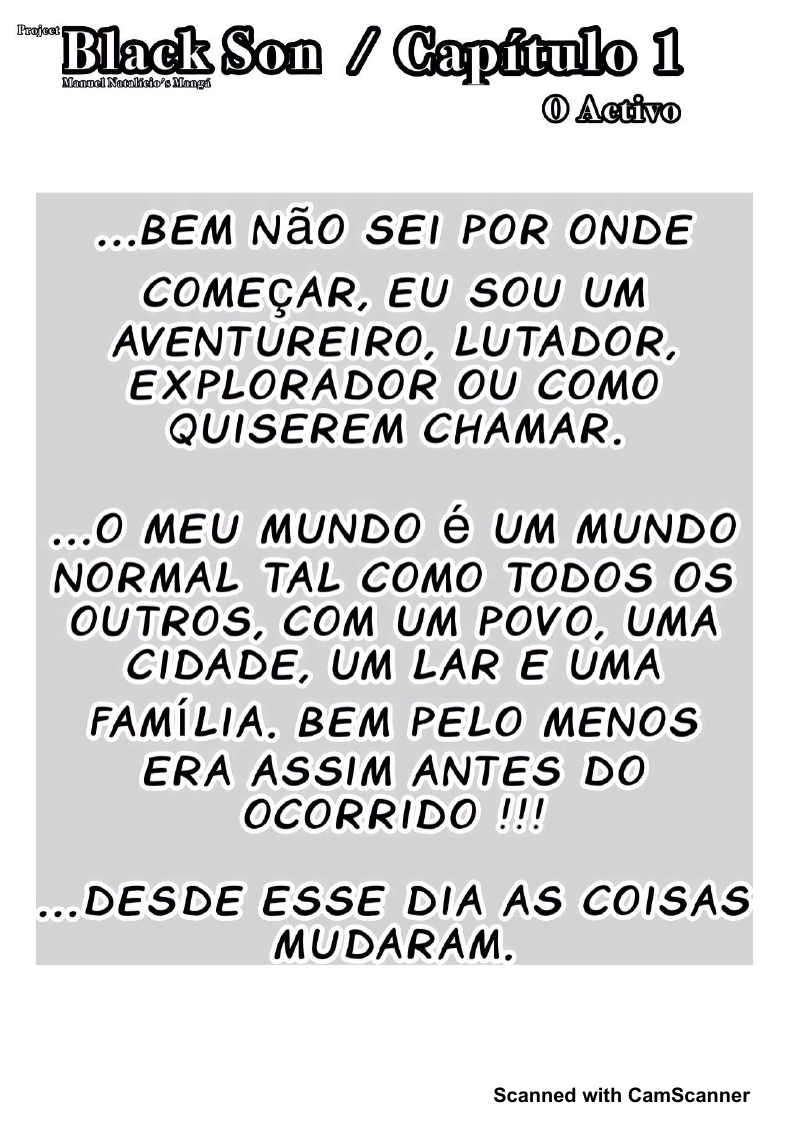 Project
Black Son / Capítulo 1
Manuel Natalício's Mangá
O Activo
...BEM NÃO SEI POR ONDE
COMEÇAR, EU SOU UM
AVENTUREIRO, LUTADOR,
EXPLORADOR OU COMO
QUISEREM CHAMAR.
...O MEU MUNDO É UM MUNDO
NORMAL TAL COMO TODOS OS
OUTROS, COM UM POVO, UMA
CIDADE, UM LAR E UMA
FAMÍLIA. BEM PELO MENOS
ERA ASSIM ANTES DO
OCORRIDO !!!
...DESDE ESSE DIA AS COISAS
MUDARAM.
Scanned with CamScanner